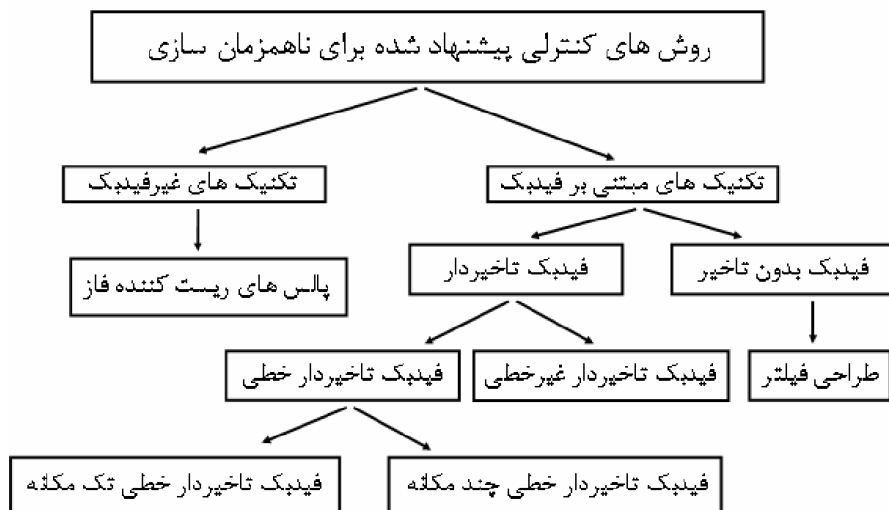 روش های کنترلی پیشنهاد شده برای ناهمزمان سازی
تکنیک های مبتنی بر فیدبک
تکنیک های غیرفیدبک
فیدبک بدون تاخیر
فیدبک تاخیردار
پالس های ریست کننده فاز
طراحی فیلتر
فیدبک تاخیردار غیرخطی
فیدبک تاخیردار خطی
فیدبک تاخیردار خطی چند مکانه
فیدبک تاخیردار خطی تک مکانه